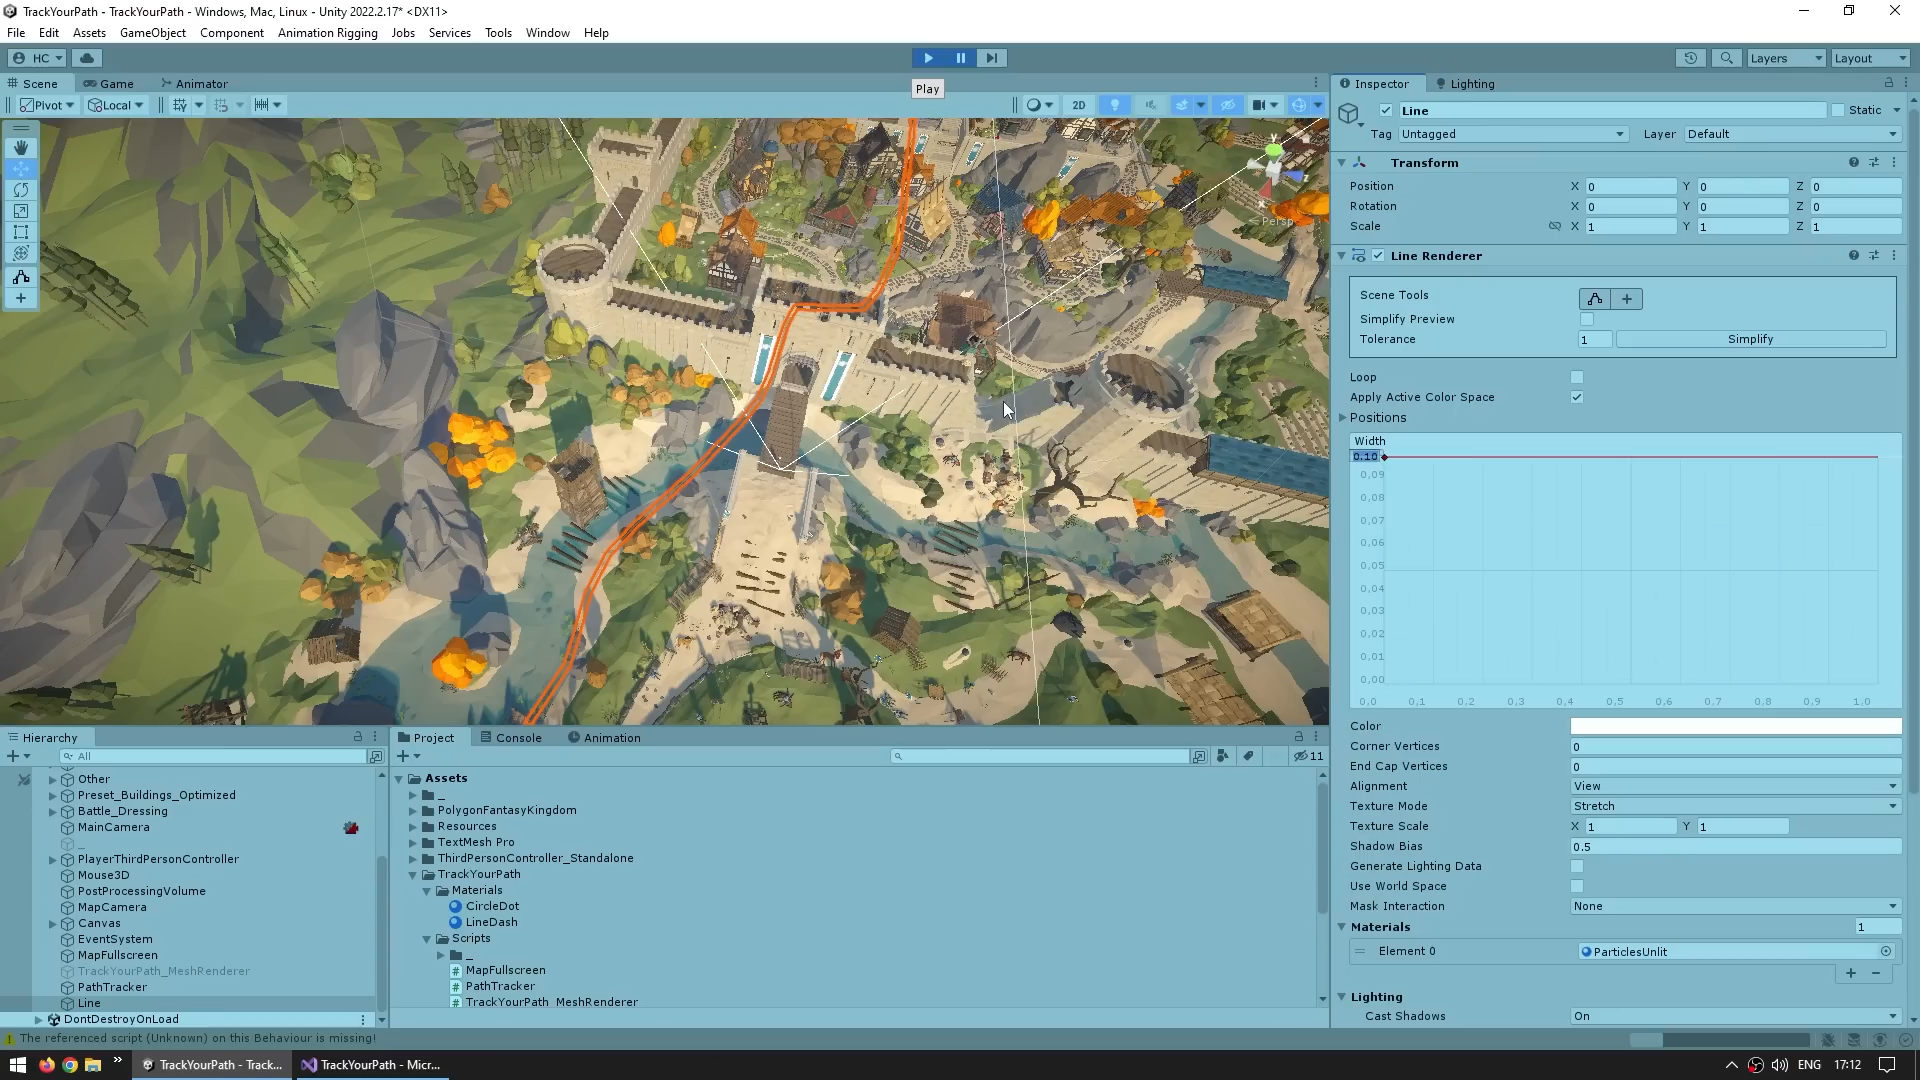 TrackYourPath - TrackYourPath - Windows, Mac, Linux - Unity 2022.2.17* <DX11>
File Edit Assets GameObject Component Animation Rigging Jobs Services Tools Window Help
HC Layers Layout
Scene Game Animator
Play
Pivot Local 2D
Persp
Inspector Lighting
Line Static
Tag Untagged Layer Default
Transform
Position X 0 Y 0 Z 0
Rotation X 0 Y 0 Z 0
Scale X 1 Y 1 Z 1
Line Renderer
Scene Tools
Simplify Preview
Tolerance 1 Simplify
Loop
Apply Active Color Space
Positions
Width
0.10
0,09
0,08
0,07
0,06
0,05
0,04
0,03
0,02
0,01
0,00
0,0 0,1 0,2 0,3 0,4 0,5 0,6 0,7 0,8 0,9 1,0
Color
Corner Vertices 0
End Cap Vertices 0
Alignment View
Texture Mode Stretch
Texture Scale X 1 Y 1
Shadow Bias 0.5
Generate Lighting Data
Use World Space
Mask Interaction None
Materials 1
Element 0 ParticlesUnlit
Lighting
Cast Shadows On
Hierarchy
All
Other
Preset_Buildings_Optimized
Battle_Dressing
MainCamera
_
PlayerThirdPersonController
Mouse3D
PostProcessingVolume
MapCamera
Canvas
EventSystem
MapFullscreen
TrackYourPath_MeshRenderer
PathTracker
Line
DontDestroyOnLoad
Project Console Animation
11
Assets
_
PolygonFantasyKingdom
Resources
TextMesh Pro
ThirdPersonController_Standalone
TrackYourPath
Materials
CircleDot
LineDash
Scripts
_
MapFullscreen
PathTracker
TrackYourPath_MeshRenderer
The referenced script (Unknown) on this Behaviour is missing!
TrackYourPath - Track... TrackYourPath - Micr... ENG 17:12